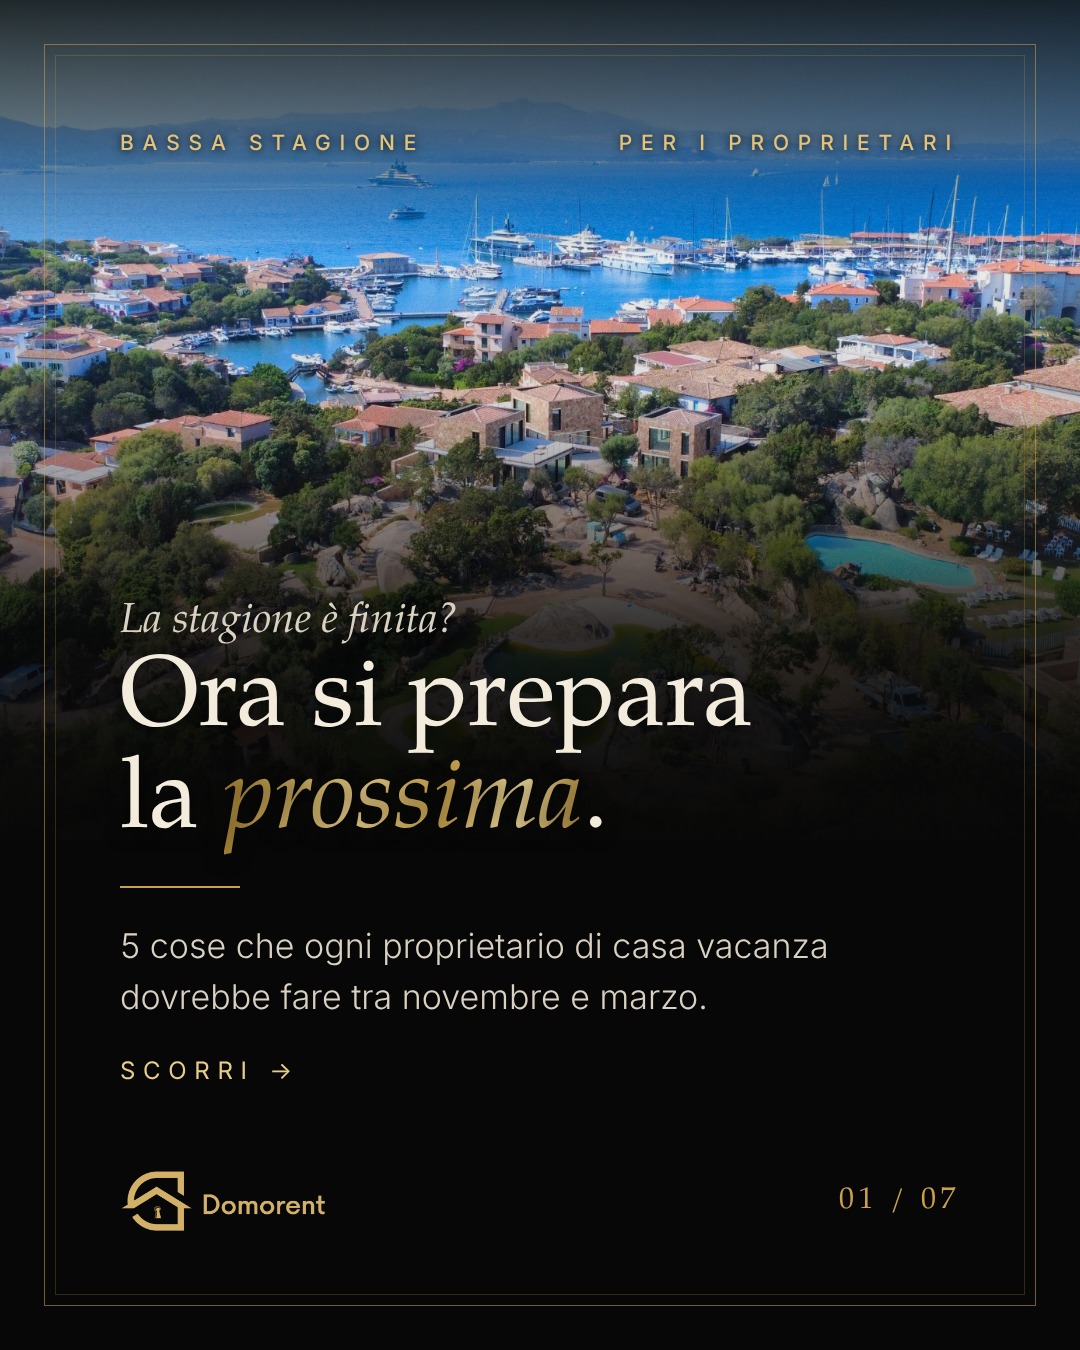 BASSA STAGIONE
PER I PROPRIETARI
La stagione è finita?
Ora si prepara
la prossima.
5 cose che ogni proprietario di casa vacanza
dovrebbe fare tra novembre e marzo.
SCORRI →
Domorent
01 / 07